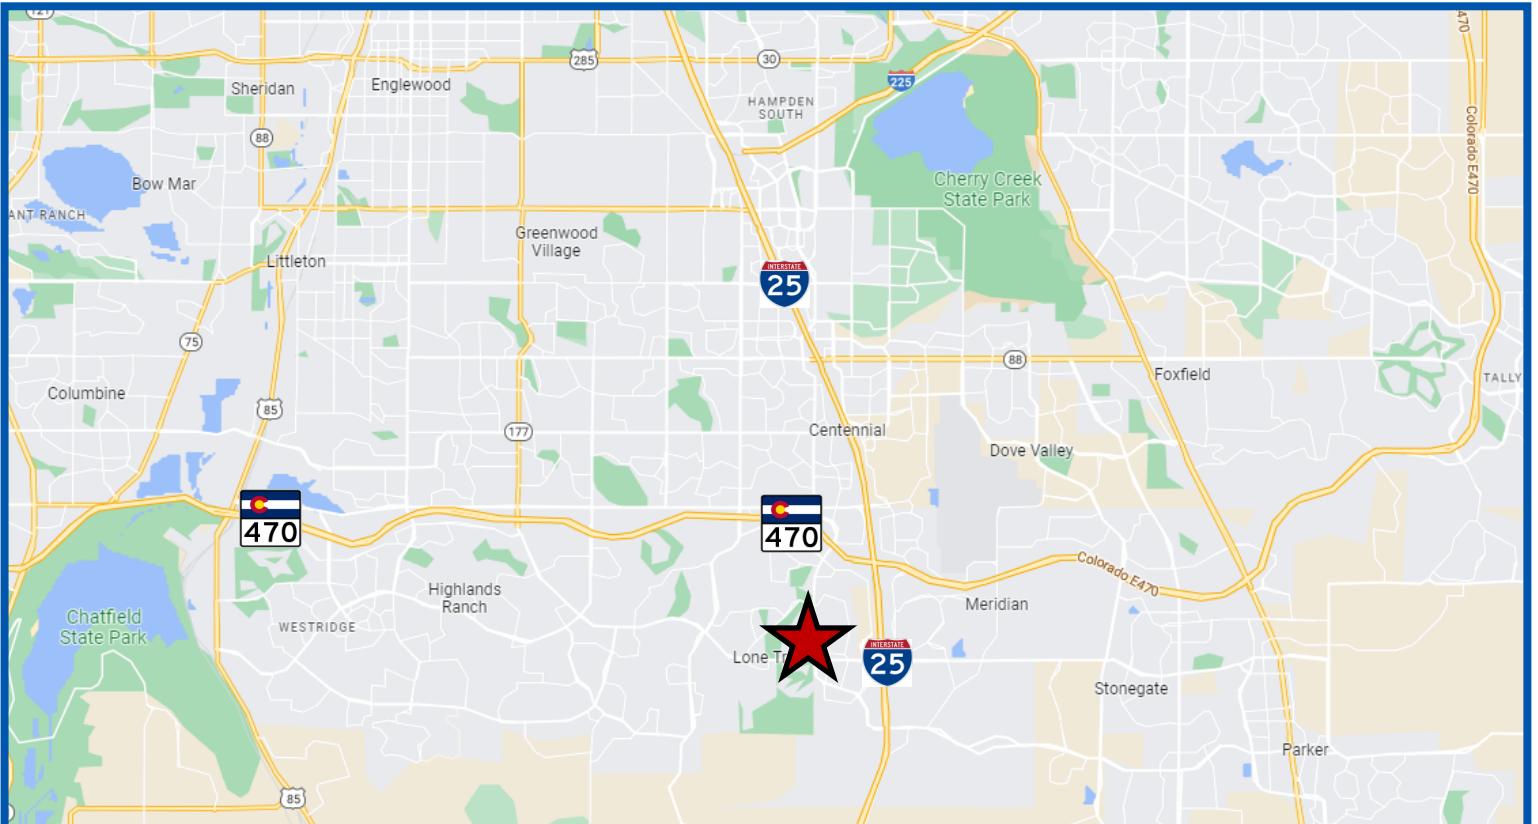 121
470
285
30
Sheridan
Englewood
225
HAMPDEN
SOUTH
88
Colorado E470
Bow Mar
Cherry Creek
State Park
ANT RANCH
Greenwood
Village
Littleton
INTERSTATE
25
75
88
Foxfield
TALLY
Columbine
85
177
Centennial
Dove Valley
470
470
Colorado E470
Highlands
Ranch
Meridian
Chatfield
State Park
WESTRIDGE
Lone Tr
INTERSTATE
25
Stonegate
Parker
85